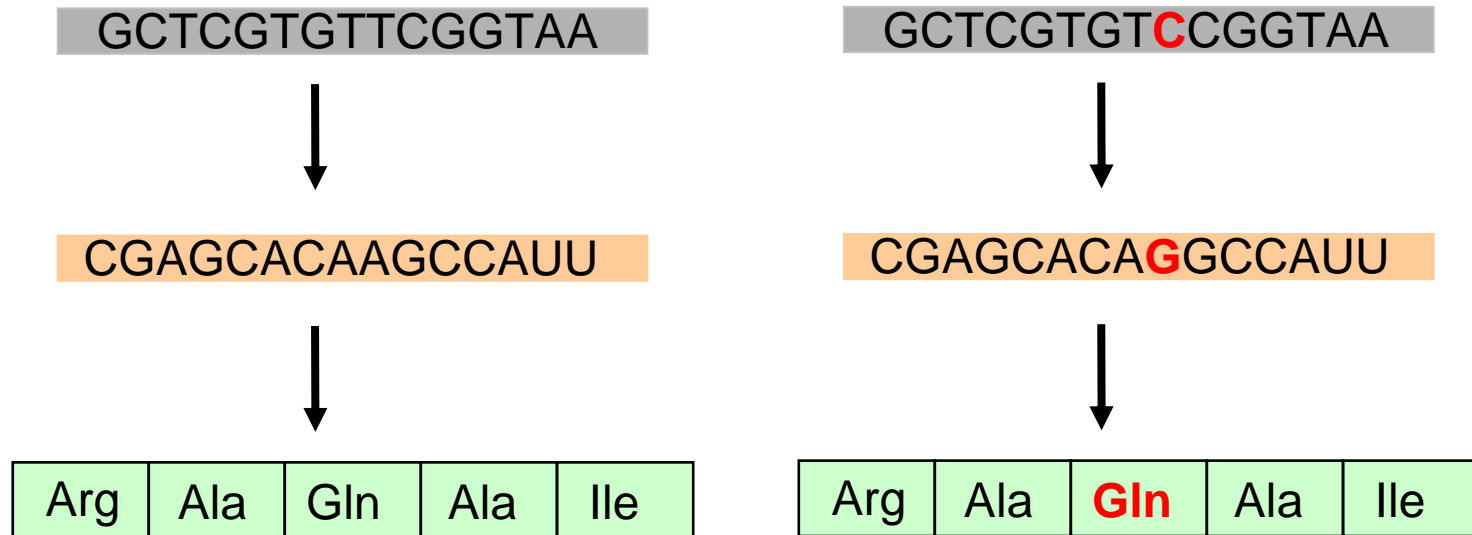 GCTCGTGTTCGGTAA
GCTCGTGTCCGGTAA
CGAGCACAAGCCAUU
CGAGCACAGGCCAUU
Arg Ala Gln Ala Ile
Arg Ala Gln Ala Ile